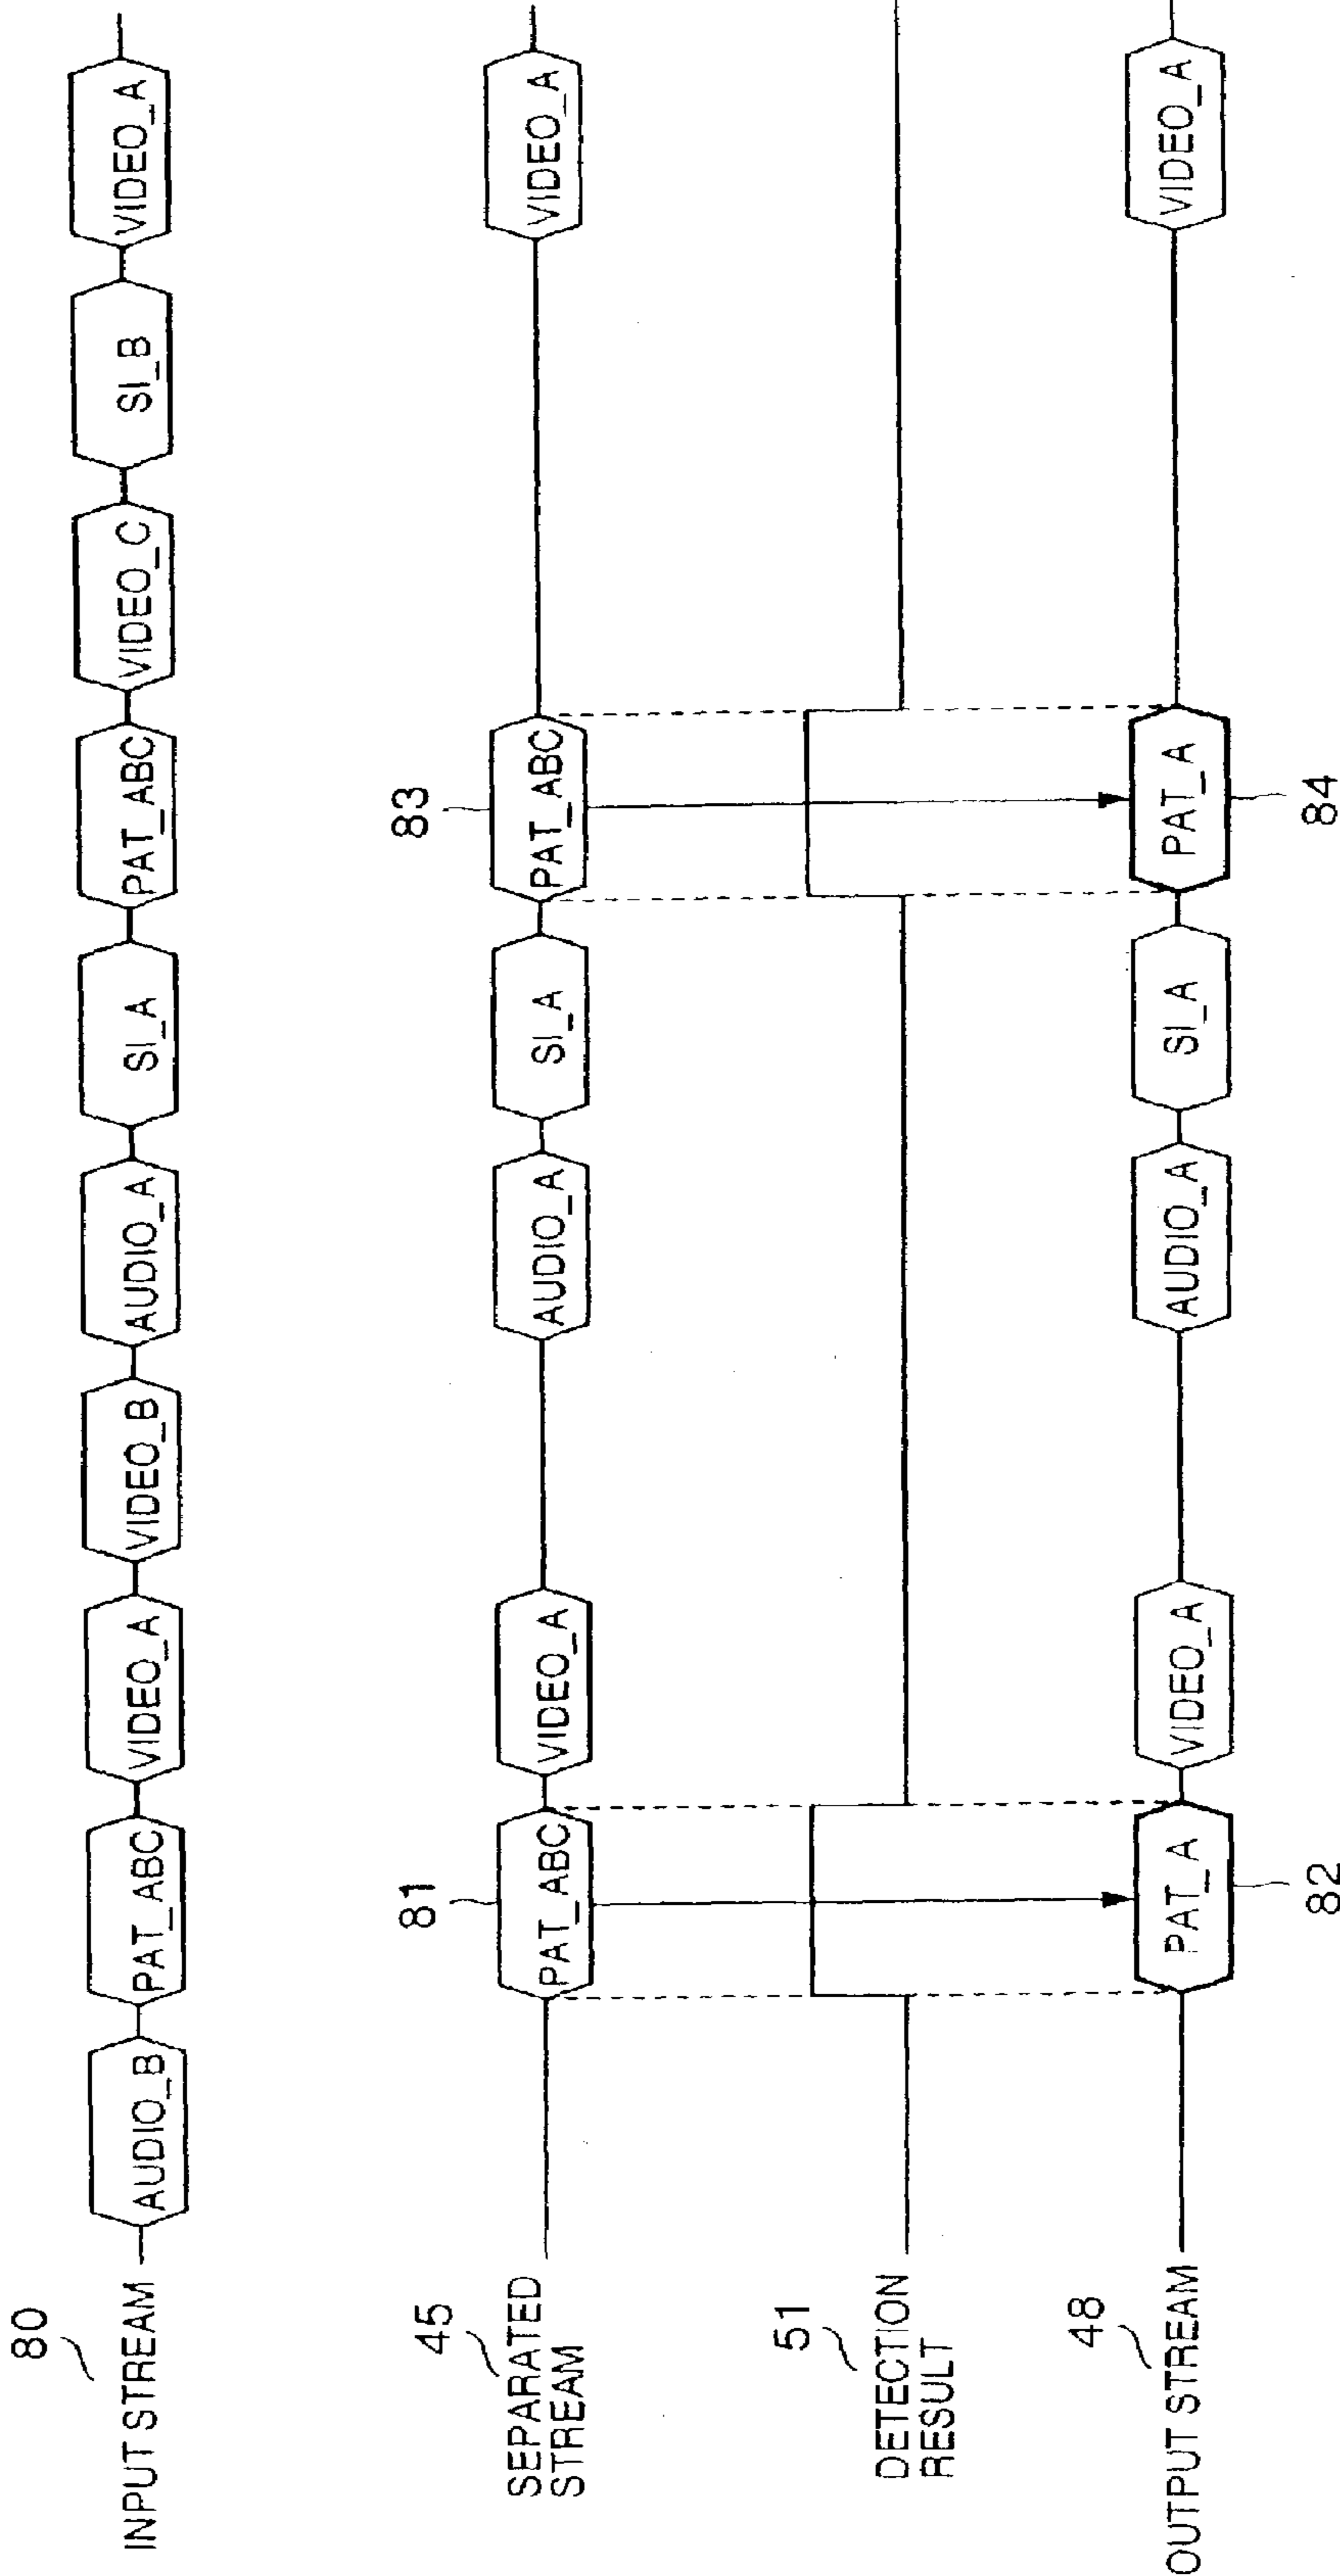 80
INPUT STREAM
AUDIO_B
PAT_ABC
VIDEO_A
VIDEO_B
AUDIO_A
SI_A
PAT_ABC
VIDEO_C
SI_B
VIDEO_A
45
SEPARATED
STREAM
81
PAT_ABC
VIDEO_A
AUDIO_A
SI_A
83
PAT_ABC
VIDEO_A
51
DETECTION
RESULT
48
OUTPUT STREAM
PAT_A
82
VIDEO_A
AUDIO_A
SI_A
PAT_A
84
VIDEO_A